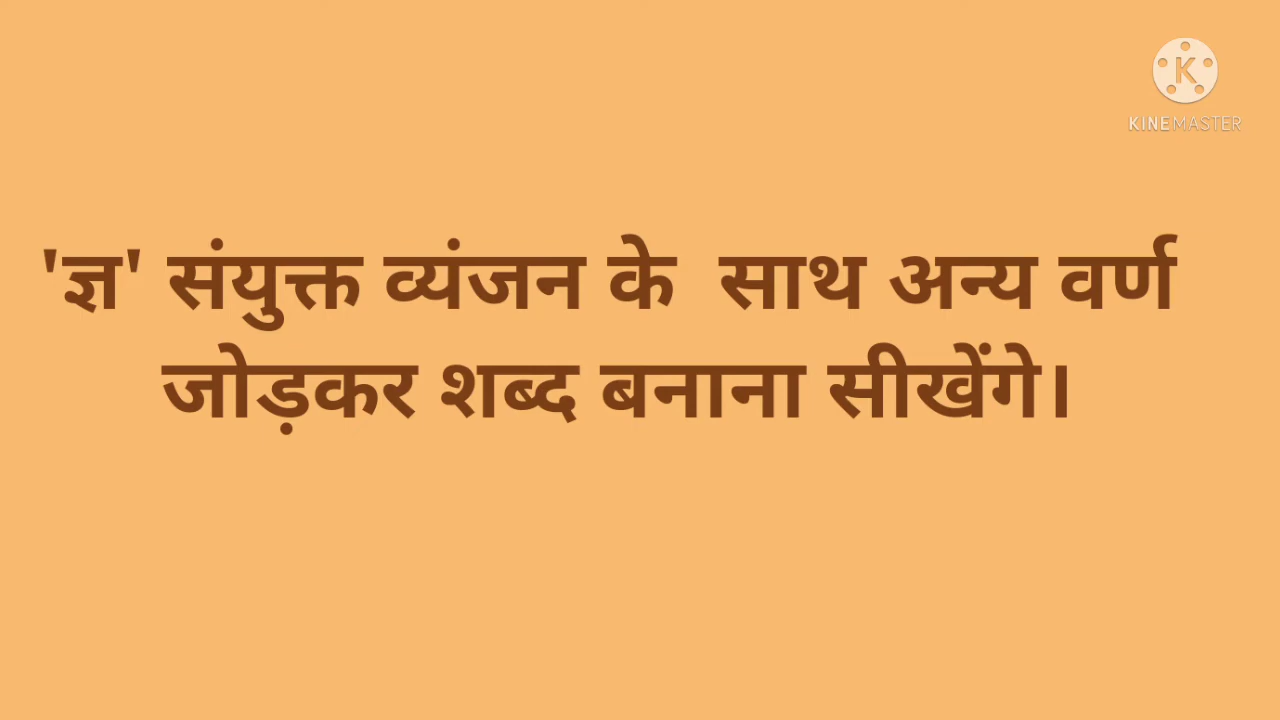 KINEMASTER
'ज्ञ' संयुक्त व्यंजन के  साथ अन्य वर्ण
जोड़कर शब्द बनाना सीखेंगे।